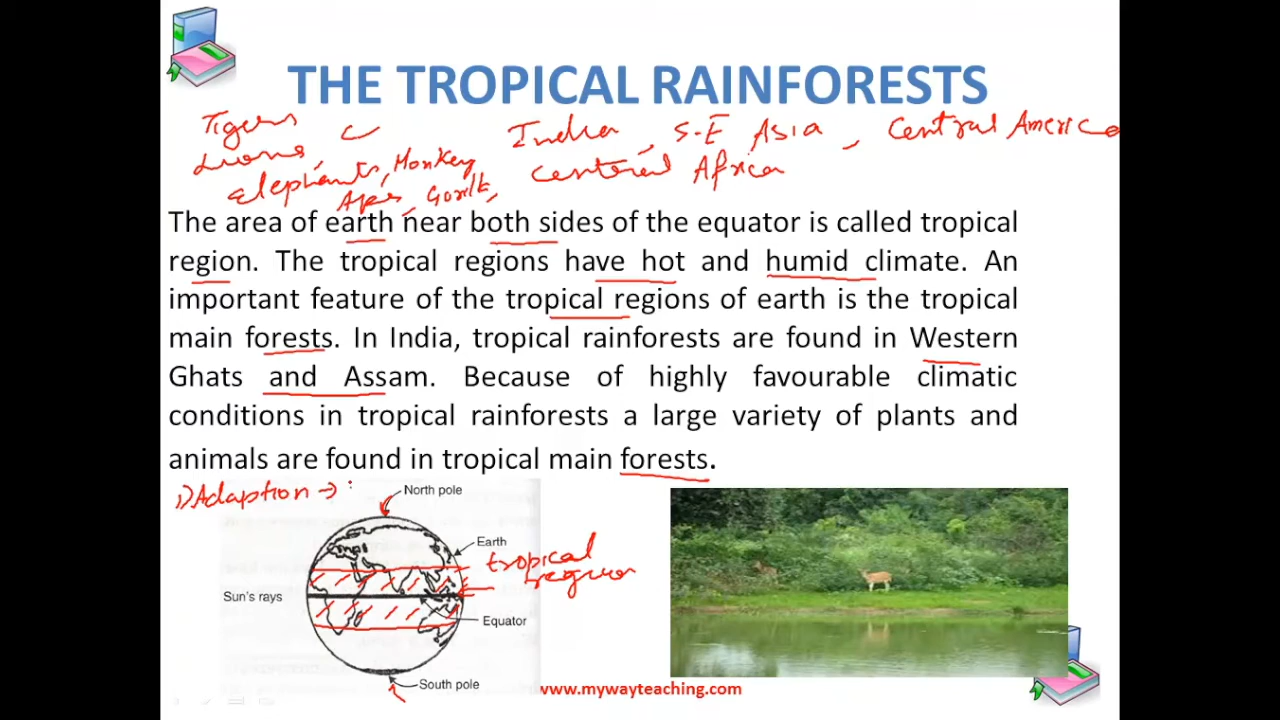 THE TROPICAL RAINFORESTS
Tigers
India, S-E Asia, Central America
Lions,
Elephants, Monkey
Centeral Africa
Apes,
The area of earth near both sides of the equator is called tropical
region. The tropical regions have hot and humid climate. An
important feature of the tropical regions of earth is the tropical
main forests. In India, tropical rainforests are found in Western
Ghats and Assam. Because of highly favourable climatic
conditions in tropical rainforests a large variety of plants and
animals are found in tropical main forests.
1) Adaption →
North pole
Earth
tropical
region
Sun's rays
Equator
South pole
www.mywayteaching.com